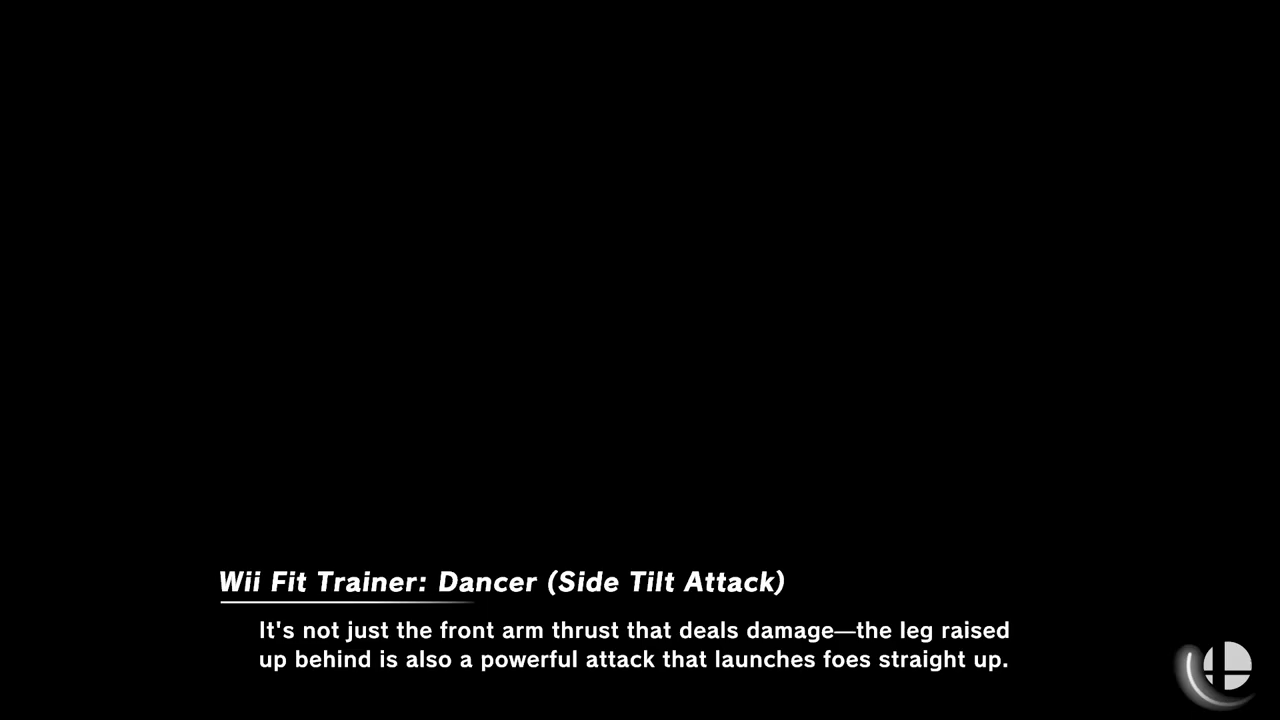 Wii Fit Trainer: Dancer (Side Tilt Attack)
It's not just the front arm thrust that deals damage—the leg raised
up behind is also a powerful attack that launches foes straight up.